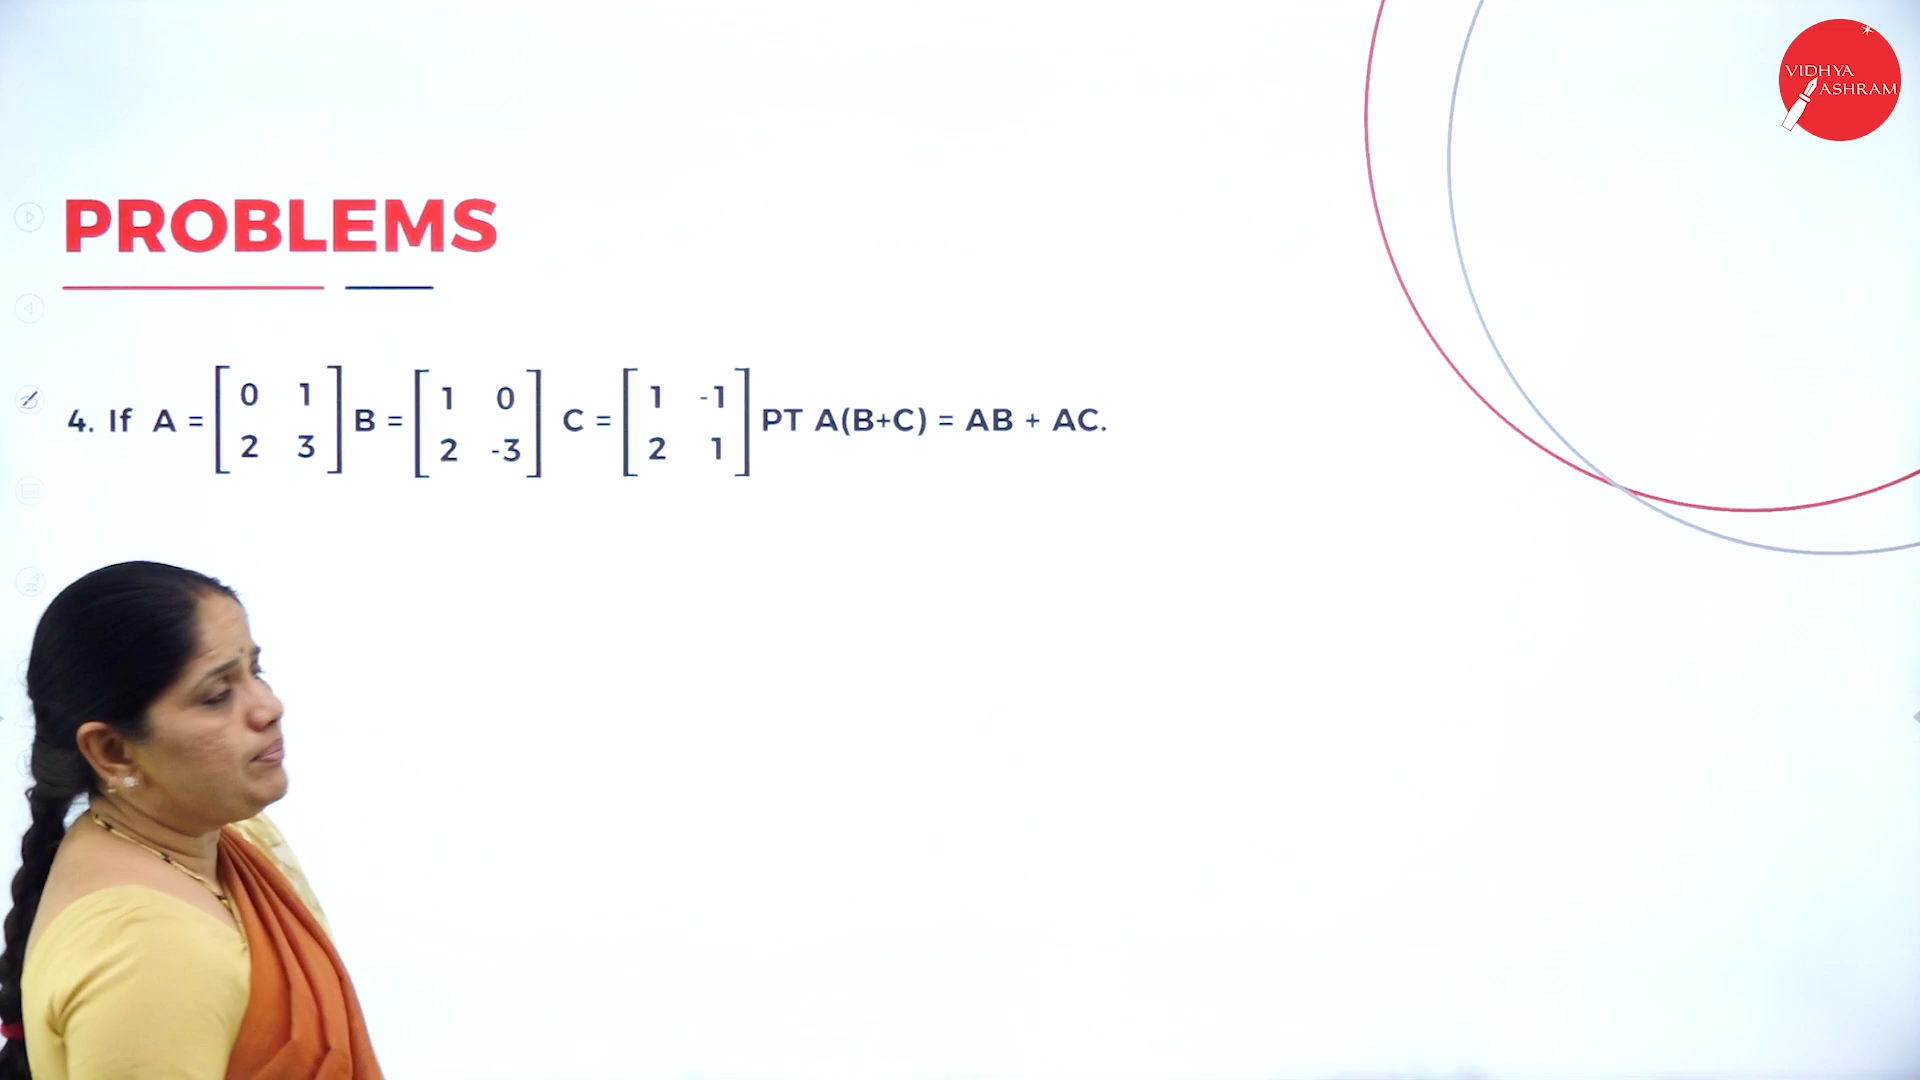 VIDHYA
ASHRAM
PROBLEMS
4. If A = [0 1] B = [1 0] C = [1 -1] PT A(B+C) = AB + AC.
[2 3] [2 -3] [2 1]